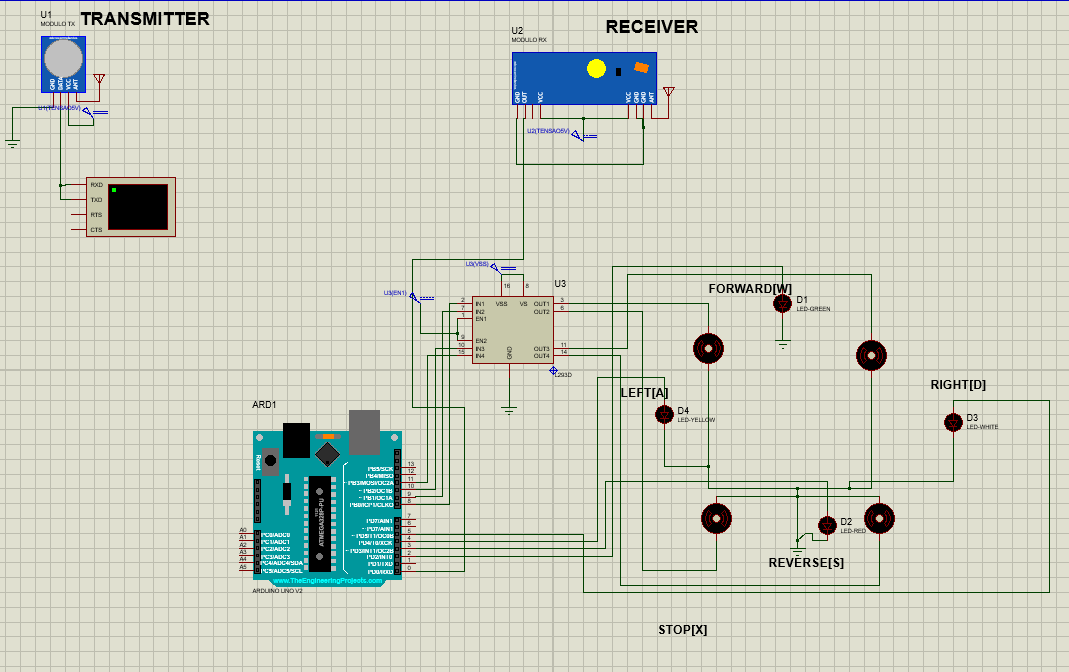 U1
MODULO TX
TRANSMITTER
GND
DATA
VCC
ANT
U1(TENSAO5V)
RXD
TXD
RTS
CTS
U2
MODULO RX
RECEIVER
GND
OUT
VCC
VCC
GND
GND
ANT
U2(TENSAO5V)
U3(VSS)
U3(EN1)
U3
16
8
VSS
VS
2
IN1
7
IN2
1
EN1
9
EN2
10
IN3
15
IN4
OUT1
3
OUT2
6
OUT3
11
OUT4
14
GND
L293D
FORWARD[W]
D1
LED-GREEN
LEFT[A]
D4
LED-YELLOW
RIGHT[D]
D3
LED-WHITE
D2
LED-RED
REVERSE[S]
STOP[X]
ARD1
Reset
ATMEGA328P-PU
PB5/SCK
13
PB4/MISO
12
~ PB3/MOSI/OC2A
11
~ PB2/OC1B
10
~ PB1/OC1A
9
PB0/ICP1/CLKO
8
PD7/AIN1
7
~ PD6/AIN0
6
~ PD5/T1/OC0B
5
PD4/T0/XCK
4
~ PD3/INT1/OC2B
3
PD2/INT0
2
PD1/TXD
1
PD0/RXD
0
A0
PC0/ADC0
A1
PC1/ADC1
A2
PC2/ADC2
A3
PC3/ADC3
A4
PC4/ADC4/SDA
A5
PC5/ADC5/SCL
www.TheEngineeringProjects.com
ARDUINO UNO V2